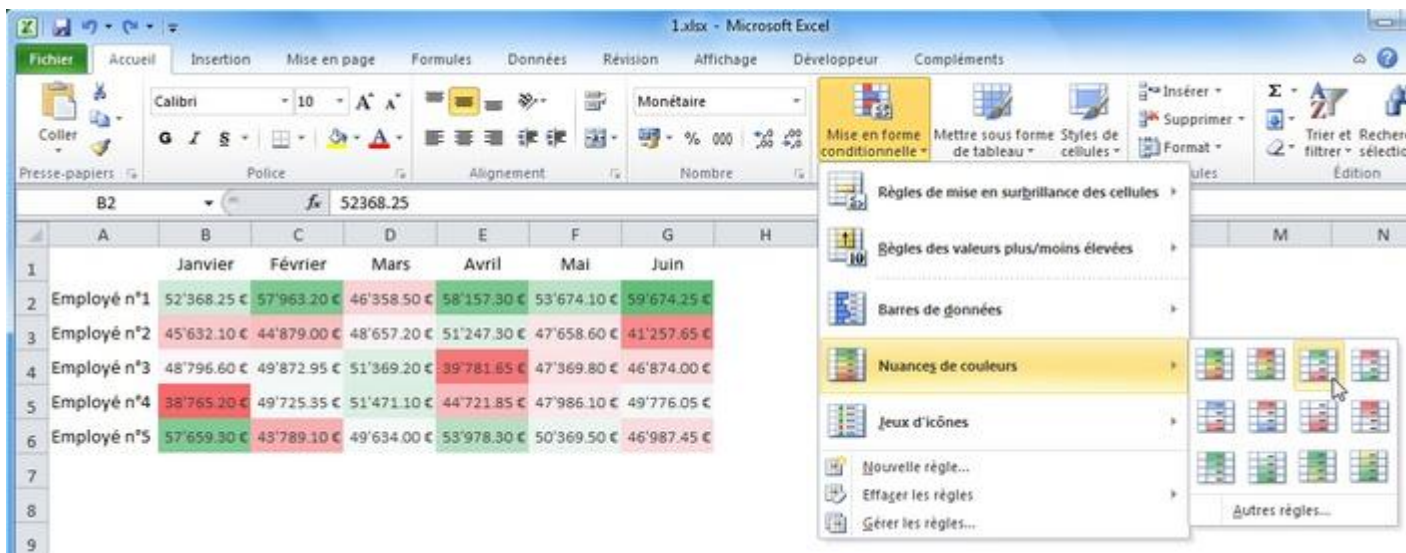 1.xlsx - Microsoft Excel
Fichier Accueil Insertion Mise en page Formules Données Révision Affichage Développeur Compléments
Calibri 10 A A Monétaire
Coller
G I S % 000
Mise en forme conditionnelle
Mettre sous forme de tableau
Styles de cellules
Insérer
Supprimer
Format
Σ
Trier et filtrer
Presse-papiers Police Alignement Nombre Édition
B2 fx 52368.25
A B C D E F G H M N
1 Janvier Février Mars Avril Mai Juin
2 Employé n°1 52'368.25 € 57'963.20 € 46'358.50 € 58'157.30 € 53'674.10 € 59'674.25 €
3 Employé n°2 45'632.10 € 44'879.00 € 48'657.20 € 51'247.30 € 47'658.60 € 41'257.65 €
4 Employé n°3 48'796.60 € 49'872.95 € 51'369.20 € 39'781.65 € 47'369.80 € 46'874.00 €
5 Employé n°4 38'765.20 € 49'725.35 € 51'471.10 € 44'721.85 € 47'986.10 € 49'776.05 €
6 Employé n°5 57'659.30 € 43'789.10 € 49'634.00 € 53'978.30 € 50'369.50 € 46'987.45 €
7
8
9
Règles de mise en surbrillance des cellules
Règles des valeurs plus/moins élevées
Barres de données
Nuances de couleurs
Jeux d'icônes
Nouvelle règle...
Effacer les règles
Gérer les règles...
Autres règles...